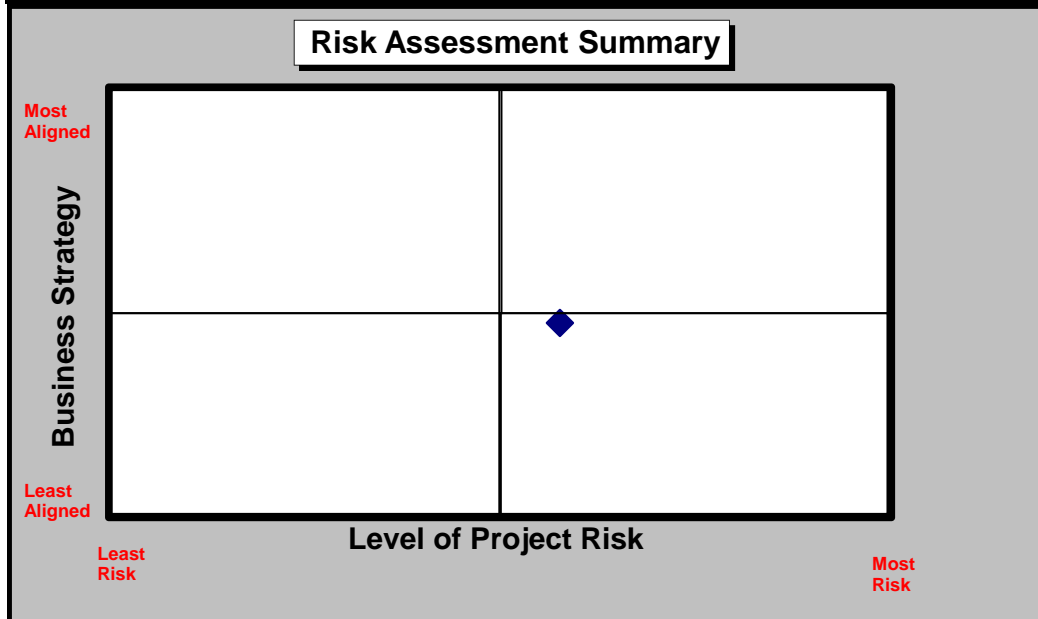 Risk Assessment Summary
Most
Aligned
Business Strategy
Least
Aligned
Level of Project Risk
Least
Risk
Most
Risk